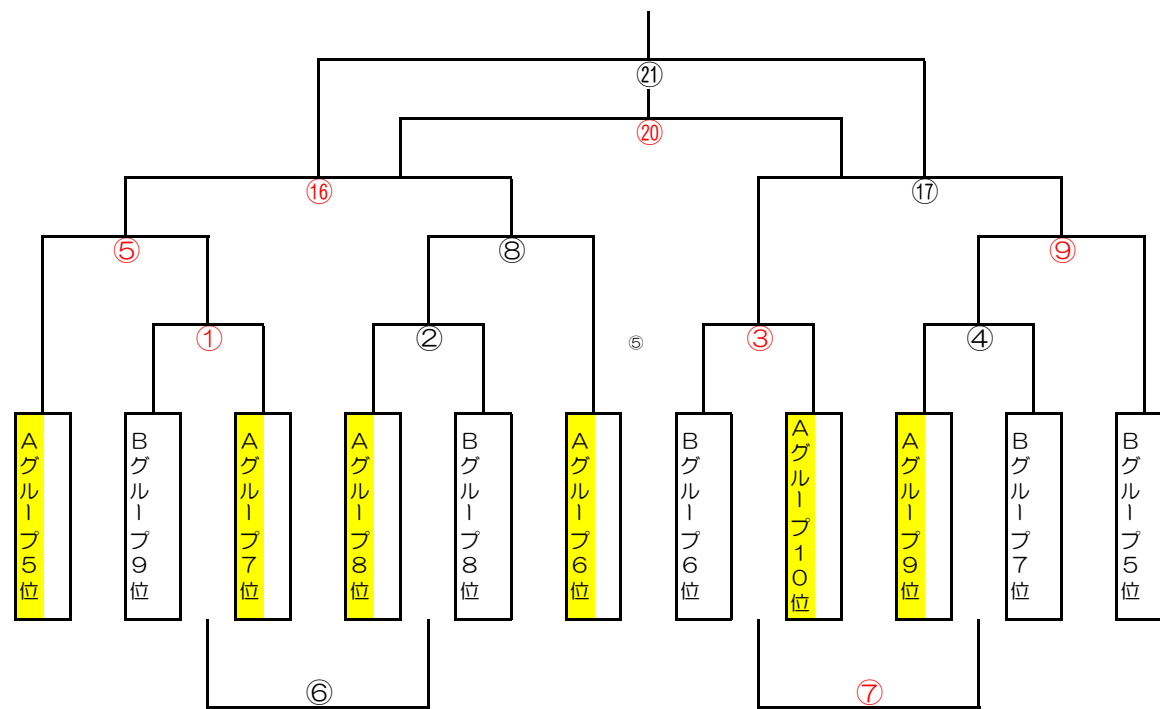 ㉑
⑳
⑯
⑰
⑤
⑧
⑨
①
②
⑤
③
④
Aグループ5位
Bグループ9位
Aグループ7位
Aグループ8位
Bグループ8位
Aグループ6位
Bグループ6位
Aグループ10位
Aグループ9位
Bグループ7位
Bグループ5位
⑥
⑦